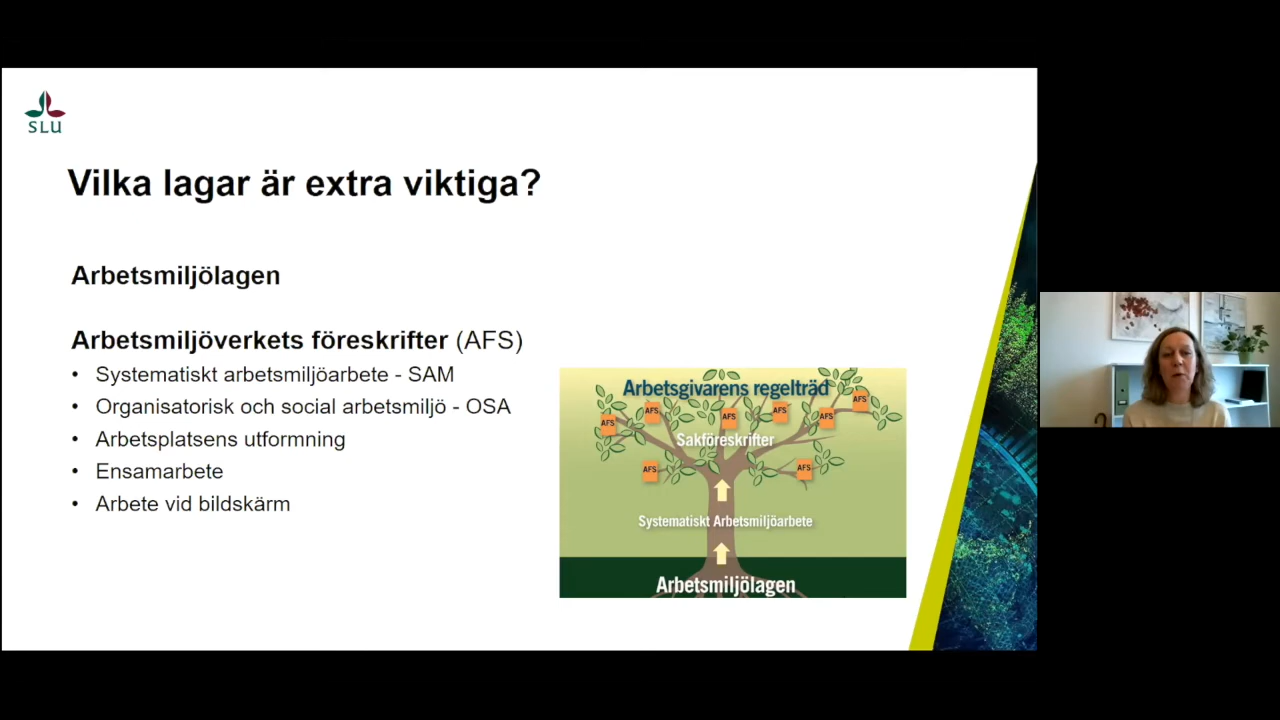 SLU
Vilka lagar är extra viktiga?
Arbetsmiljölagen
Arbetsmiljöverkets föreskrifter (AFS)
• Systematiskt arbetsmiljöarbete - SAM
• Organisatorisk och social arbetsmiljö - OSA
• Arbetsplatsens utformning
• Ensamarbete
• Arbete vid bildskärm
Arbetsgivarens regelträd
AFS
AFS
AFS
AFS
AFS
AFS
Sakföreskrifter
AFS
AFS
Systematiskt Arbetsmiljöarbete
Arbetsmiljölagen